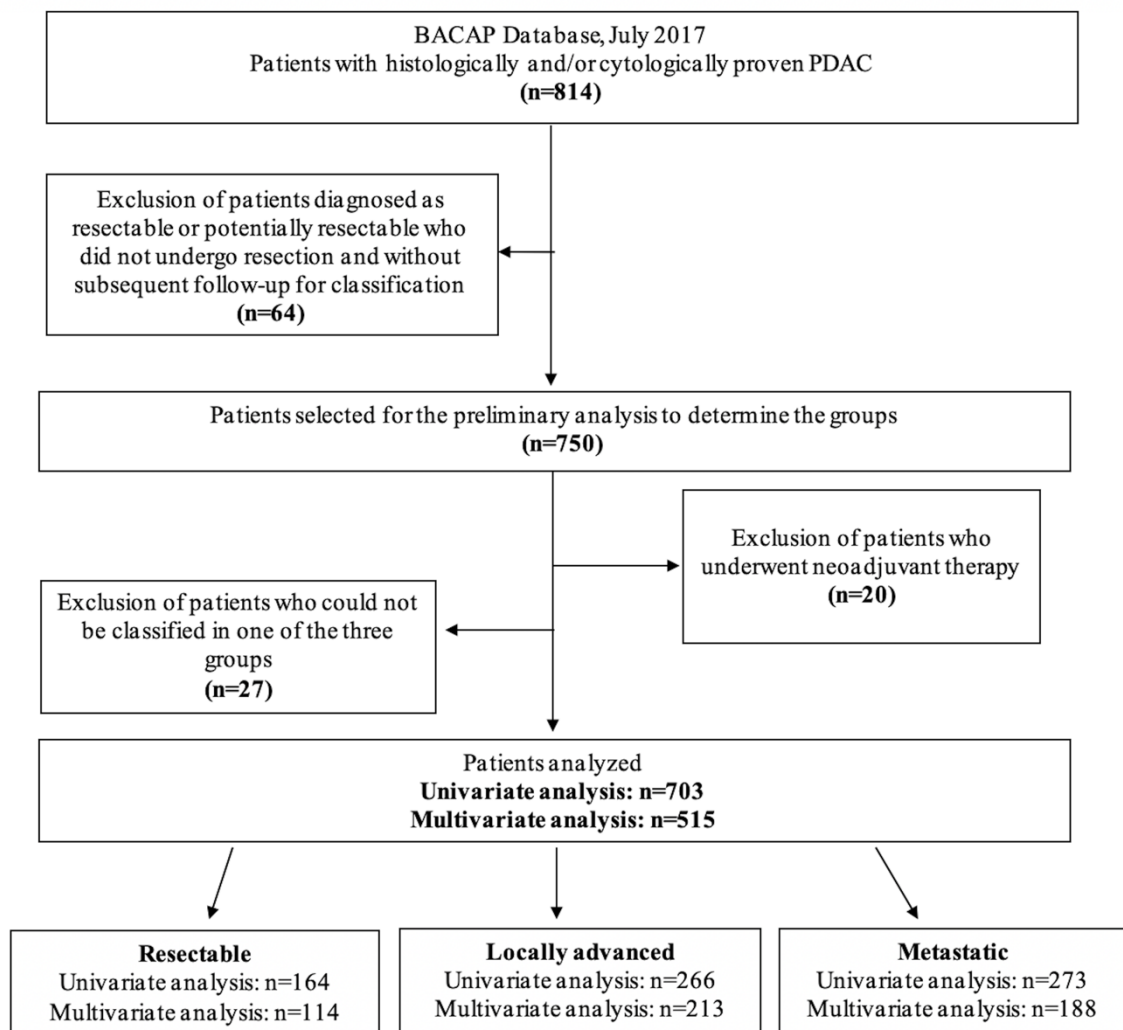 BACAP Database, July 2017
Patients with histologically and/or cytologically proven PDAC
(n=814)
Exclusion of patients diagnosed as
resectable or potentially resectable who
did not undergo resection and without
subsequent follow-up for classification
(n=64)
Patients selected for the preliminary analysis to determine the groups
(n=750)
Exclusion of patients who
underwent neoadjuvant therapy
(n=20)
Exclusion of patients who could not
be classified in one of the three
groups
(n=27)
Patients analyzed
Univariate analysis: n=703
Multivariate analysis: n=515
Resectable
Univariate analysis: n=164
Multivariate analysis: n=114
Locally advanced
Univariate analysis: n=266
Multivariate analysis: n=213
Metastatic
Univariate analysis: n=273
Multivariate analysis: n=188